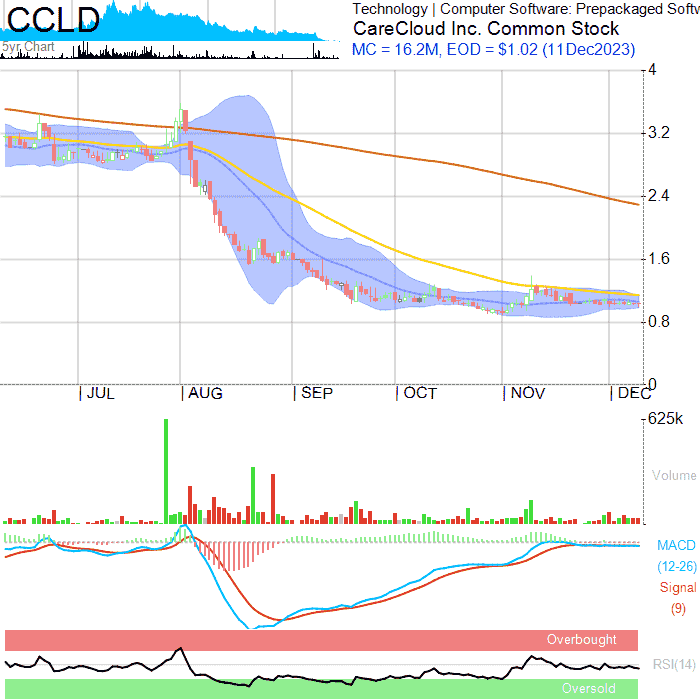 CCLD
5yr Chart
Technology | Computer Software: Prepackaged Softw
CareCloud Inc. Common Stock
MC = 16.2M, EOD = $1.02 (11Dec2023)
4
3.2
2.4
1.6
0.8
0
JUL AUG SEP OCT NOV DEC
625k
Volume
MACD
(12-26)
Signal
(9)
Overbought
RSI(14)
Oversold